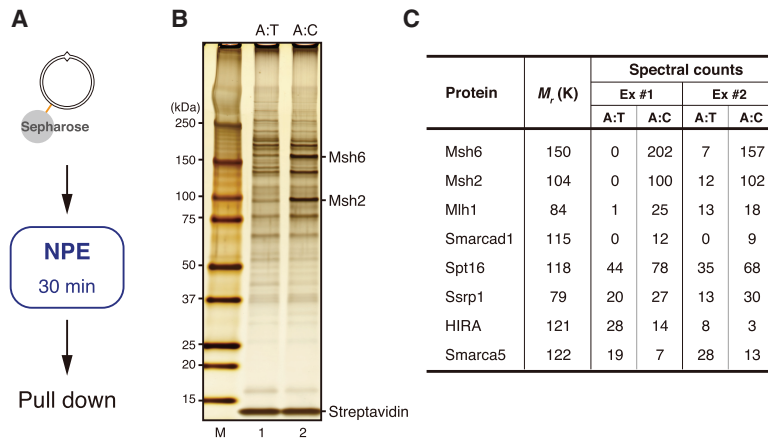 A
Sepharose
NPE
30 min
Pull down
B
A:T A:C
(kDa)
250
150
100
75
50
37
25
20
15
Msh6
Msh2
Streptavidin
M 1 2
C
Protein Mr (K) Spectral counts
Ex #1 Ex #2
A:T A:C A:T A:C
Msh6 150 0 202 7 157
Msh2 104 0 100 12 102
Mlh1 84 1 25 13 18
Smarcad1 115 0 12 0 9
Spt16 118 44 78 35 68
Ssrp1 79 20 27 13 30
HIRA 121 28 14 8 3
Smarca5 122 19 7 28 13